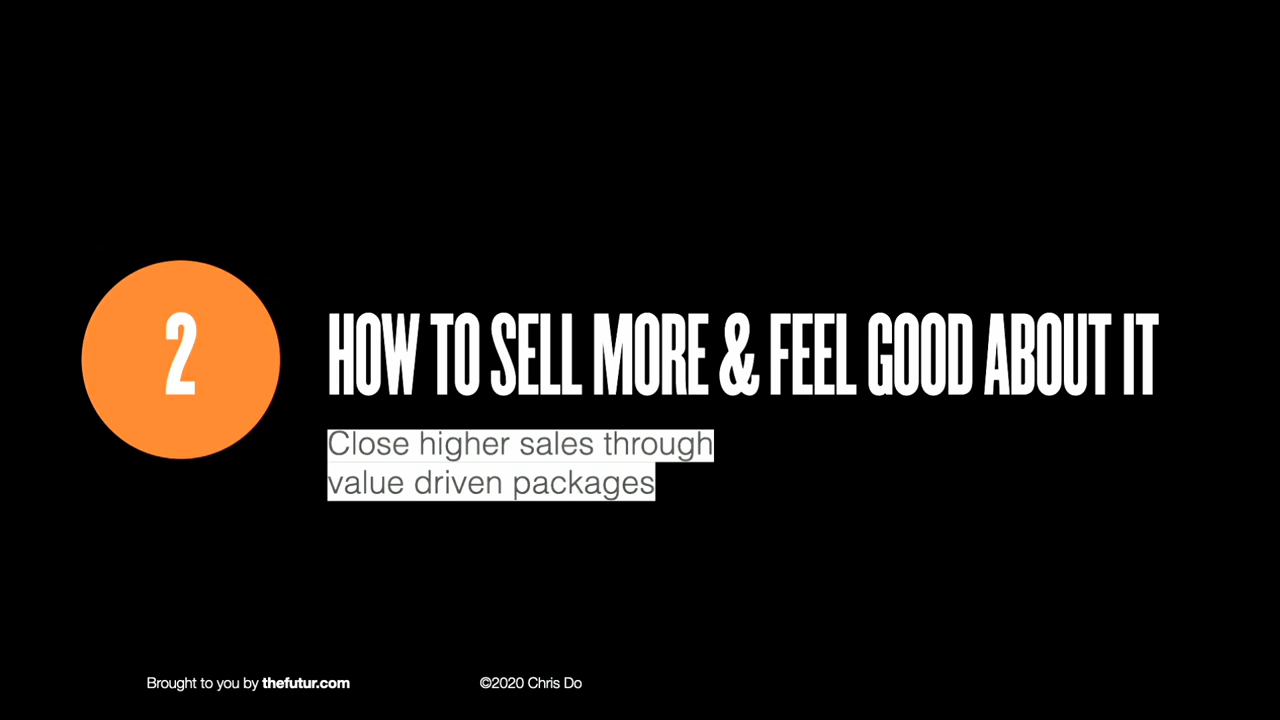 2
HOW TO SELL MORE & FEEL GOOD ABOUT IT
Close higher sales through
value driven packages
Brought to you by thefutur.com
©2020 Chris Do